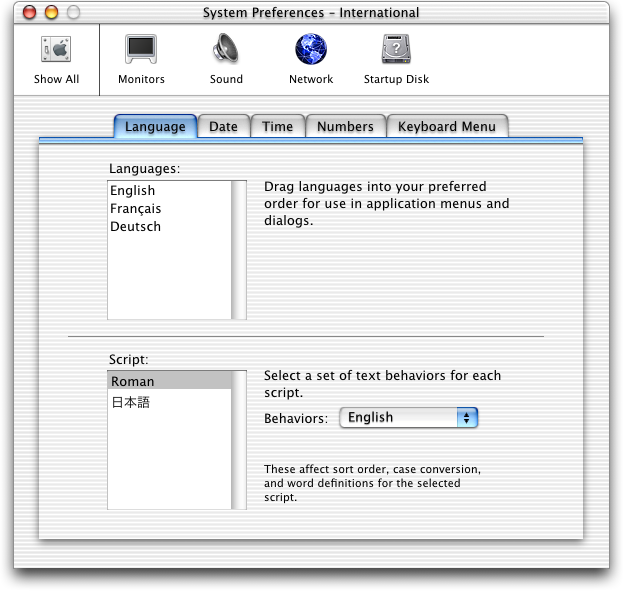 System Preferences – International
Show All
Monitors
Sound
Network
Startup Disk
Language
Date
Time
Numbers
Keyboard Menu
Languages:
English
Français
Deutsch
Drag languages into your preferred
order for use in application menus and
dialogs.
Script:
Roman
日本語
Select a set of text behaviors for each
script.
Behaviors:
English
These affect sort order, case conversion,
and word definitions for the selected
script.